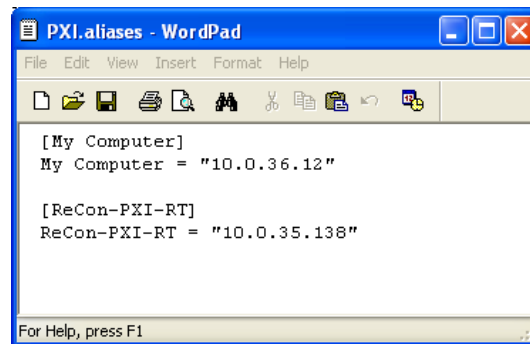 PXI.aliases - WordPad
File Edit View Insert Format Help
[My Computer]
My Computer = "10.0.36.12"
[ReCon-PXI-RT]
ReCon-PXI-RT = "10.0.35.138"
For Help, press F1